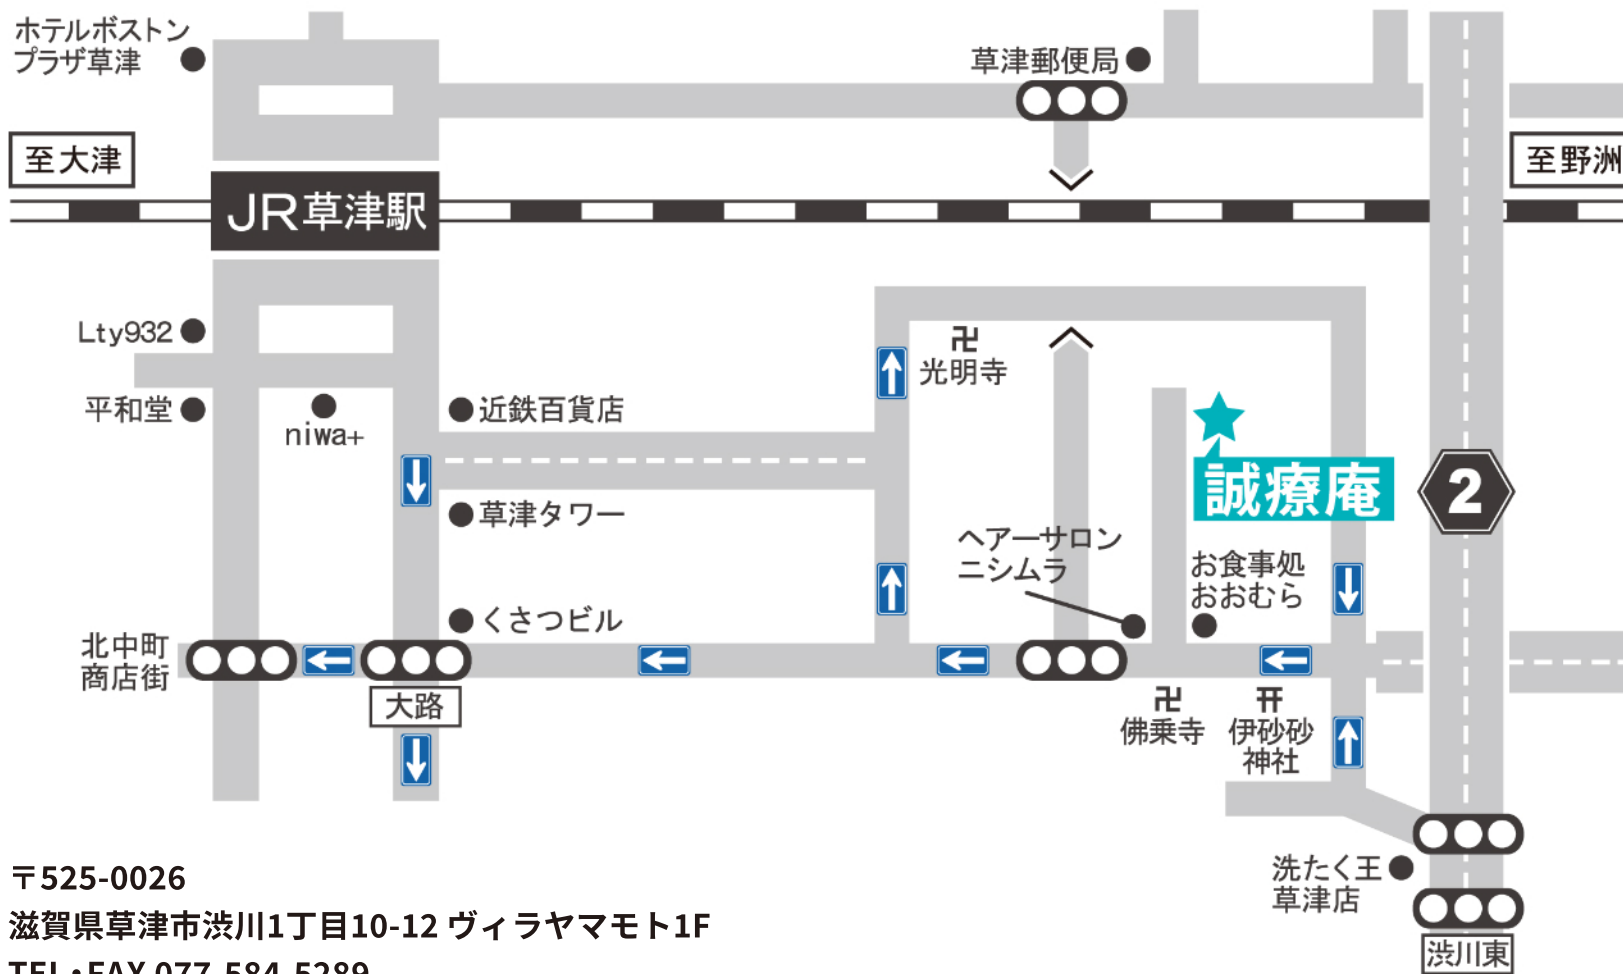 ホテルボストン
プラザ草津
草津郵便局
至大津
至野洲
JR草津駅
Lty932
平和堂
niwa+
近鉄百貨店
草津タワー
くさつビル
光明寺
誠療庵
2
ヘアーサロン
ニシムラ
お食事処
おおむら
北中町
商店街
大路
佛乗寺
伊砂砂
神社
洗たく王
草津店
渋川東
〒525-0026
滋賀県草津市渋川1丁目10-12 ヴィラヤマモト1F
TEL・FAX 077-584-5289